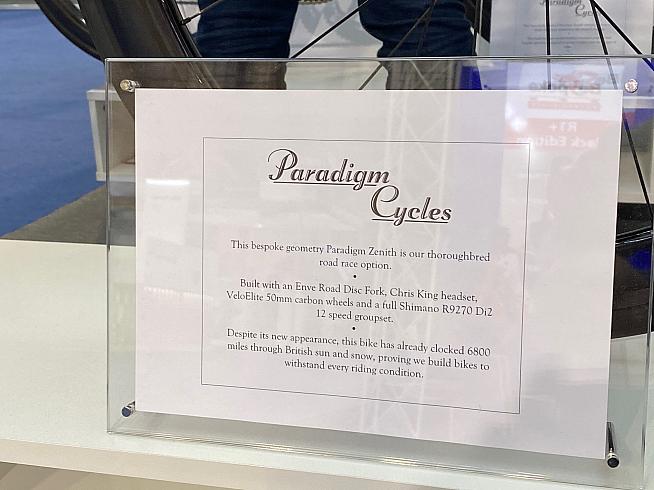 Paradigm
Cycles
Paradigm
Cycles
This bespoke geometry Paradigm Zenith is our thoroughbred
road race option.
•
Built with an Enve Road Disc Fork, Chris King headset,
VeloElite 50mm carbon wheels and a full Shimano R9270 Di2
12 speed groupset.
•
Despite its new appearance, this bike has already clocked 6800
miles through British sun and snow, proving we build bikes to
withstand every riding condition.